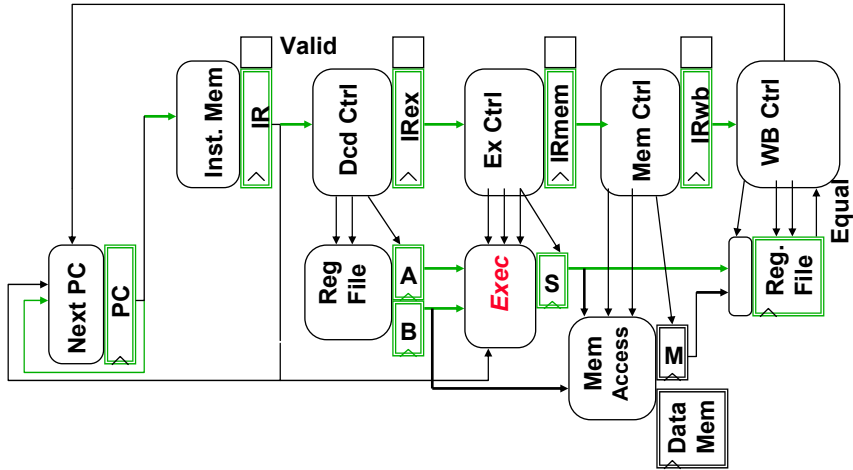 Valid
Next PC
PC
Inst. Mem
IR
Dcd Ctrl
IRex
Ex Ctrl
IRmem
Mem Ctrl
IRwb
WB Ctrl
Reg
File
A
B
Exec
S
Mem
Access
M
Data
Mem
Reg.
File
Equal